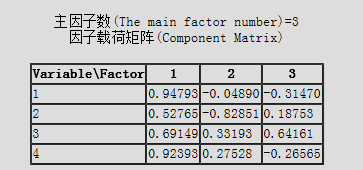 主因子数(The main factor number)=3
因子载荷矩阵(Component Matrix)
Variable\Factor 1 2 3
1 0.94793 -0.04890 -0.31470
2 0.52765 -0.82851 0.18753
3 0.69149 0.33193 0.64161
4 0.92393 0.27528 -0.26565